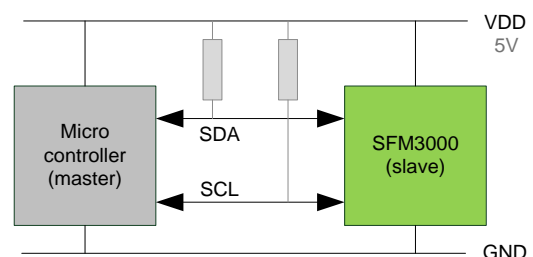 VDD
5V
Micro
controller
(master)
SDA
SCL
SFM3000
(slave)
GND